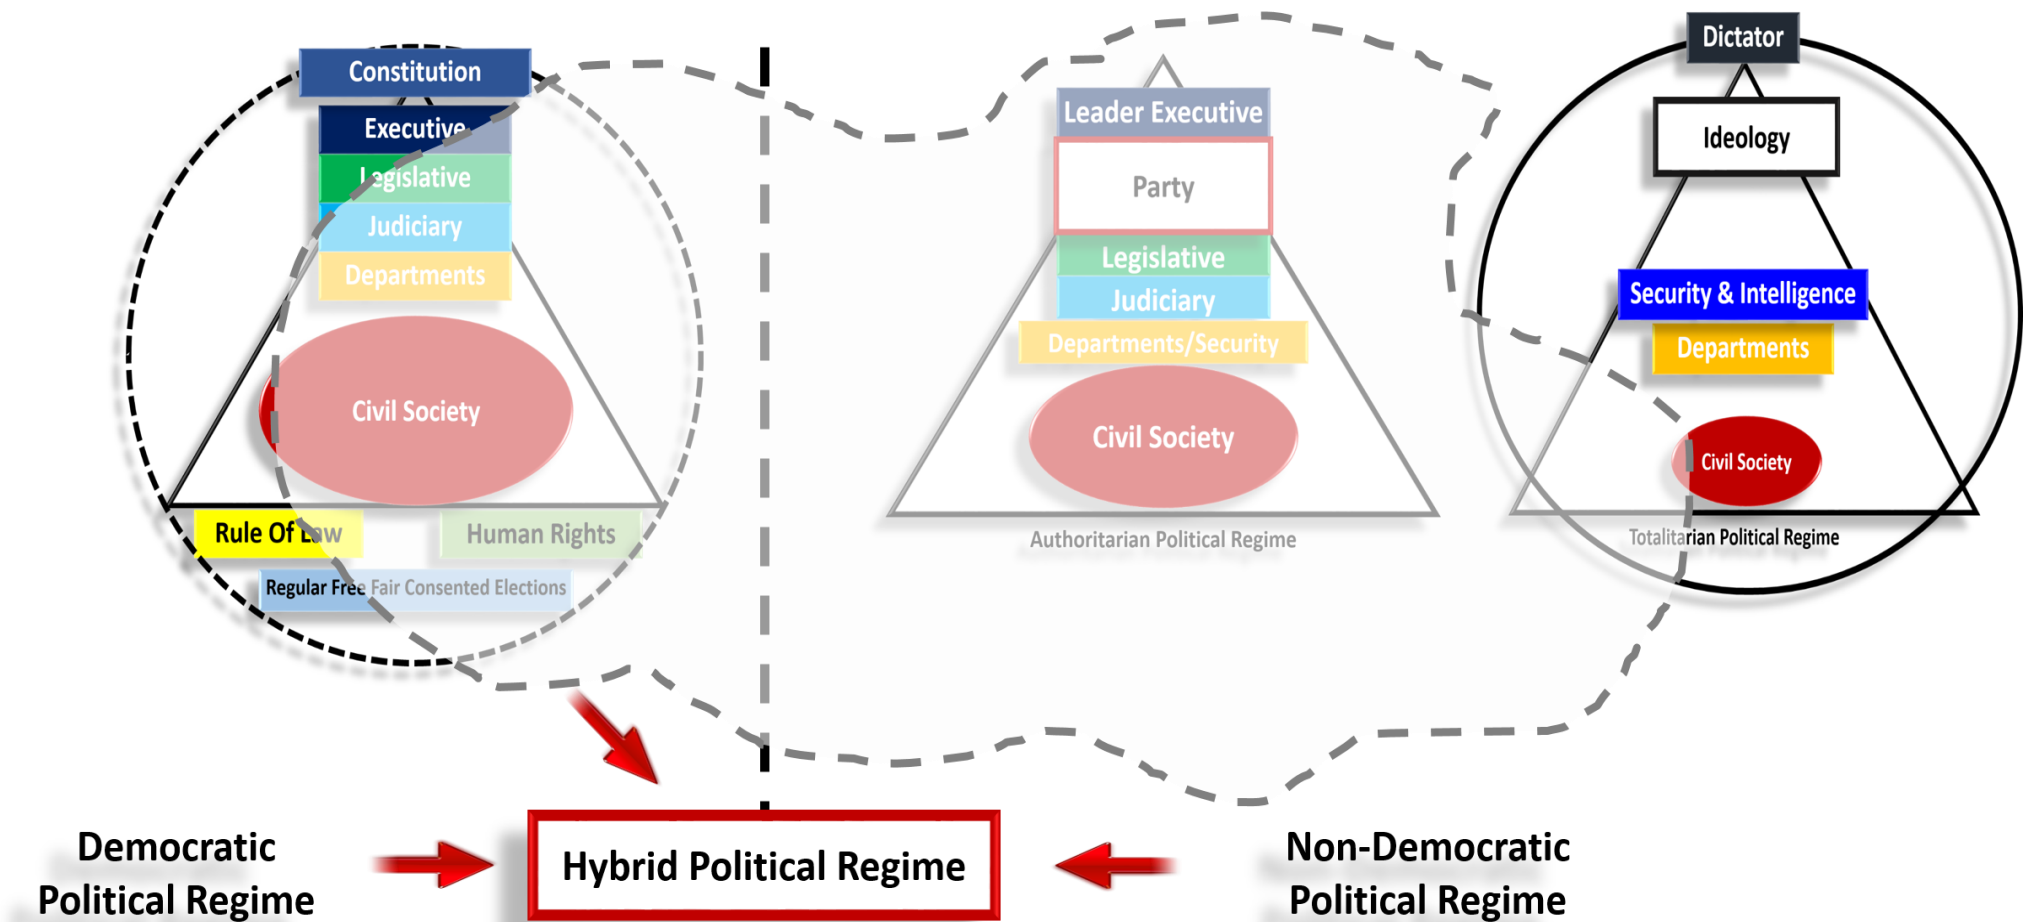 Constitution
Executive
Legislative
Judiciary
Departments
Civil Society
Rule Of Law
Human Rights
Regular Free Fair Consented Elections
Leader Executive
Party
Legislative
Judiciary
Departments/Security
Civil Society
Authoritarian Political Regime
Dictator
Ideology
Security & Intelligence
Departments
Civil Society
Totalitarian Political Regime
Democratic
Political Regime
Hybrid Political Regime
Non-Democratic
Political Regime